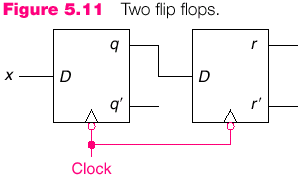 Figure 5.11 Two flip flops.
q
r
x
D
D
q′
r′
Clock